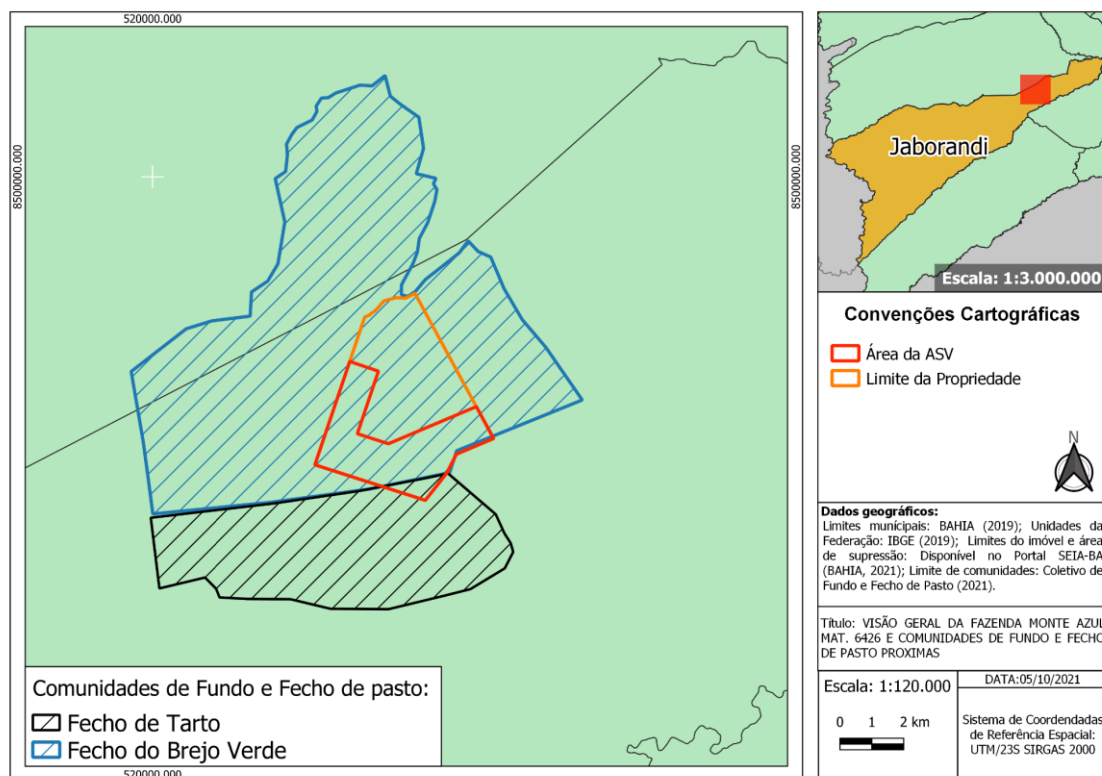 520000.000
8500000.000
8500000.000
Comunidades de Fundo e Fecho de pasto:
Fecho de Tarto
Fecho do Brejo Verde
520000.000
Jaborandi
Escala: 1:3.000.000
Convenções Cartográficas
Área da ASV
Limite da Propriedade
N
Dados geográficos:
Limites munícipais: BAHIA (2019); Unidades da
Federação: IBGE (2019); Limites do imóvel e área
de supressão: Disponível no Portal SEIA-BA
(BAHIA, 2021); Limite de comunidades: Coletivo de
Fundo e Fecho de Pasto (2021).
Título: VISÃO GERAL DA FAZENDA MONTE AZUL
MAT. 6426 E COMUNIDADES DE FUNDO E FECHO
DE PASTO PROXIMAS
Escala: 1:120.000
0 1 2 km
DATA:05/10/2021
Sistema de Coordendadas
de Referência Espacial:
UTM/23S SIRGAS 2000